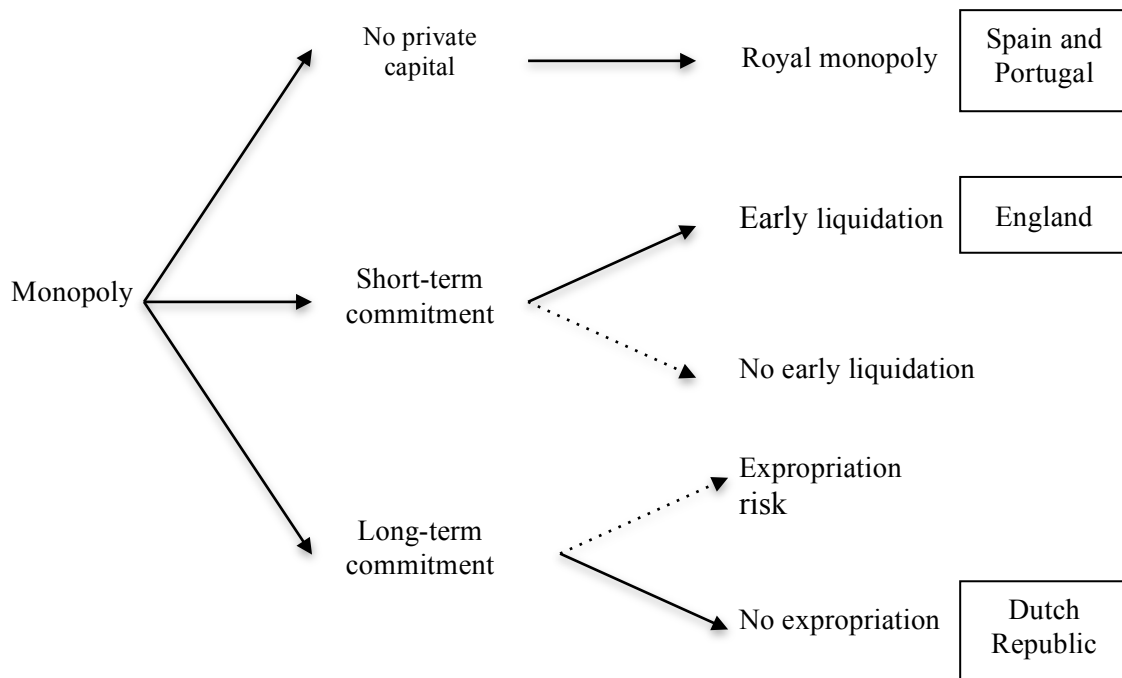 No private
capital
Royal monopoly
Spain and
Portugal
Early liquidation
England
Monopoly
Short-term
commitment
No early liquidation
Expropriation
risk
Long-term
commitment
No expropriation
Dutch
Republic